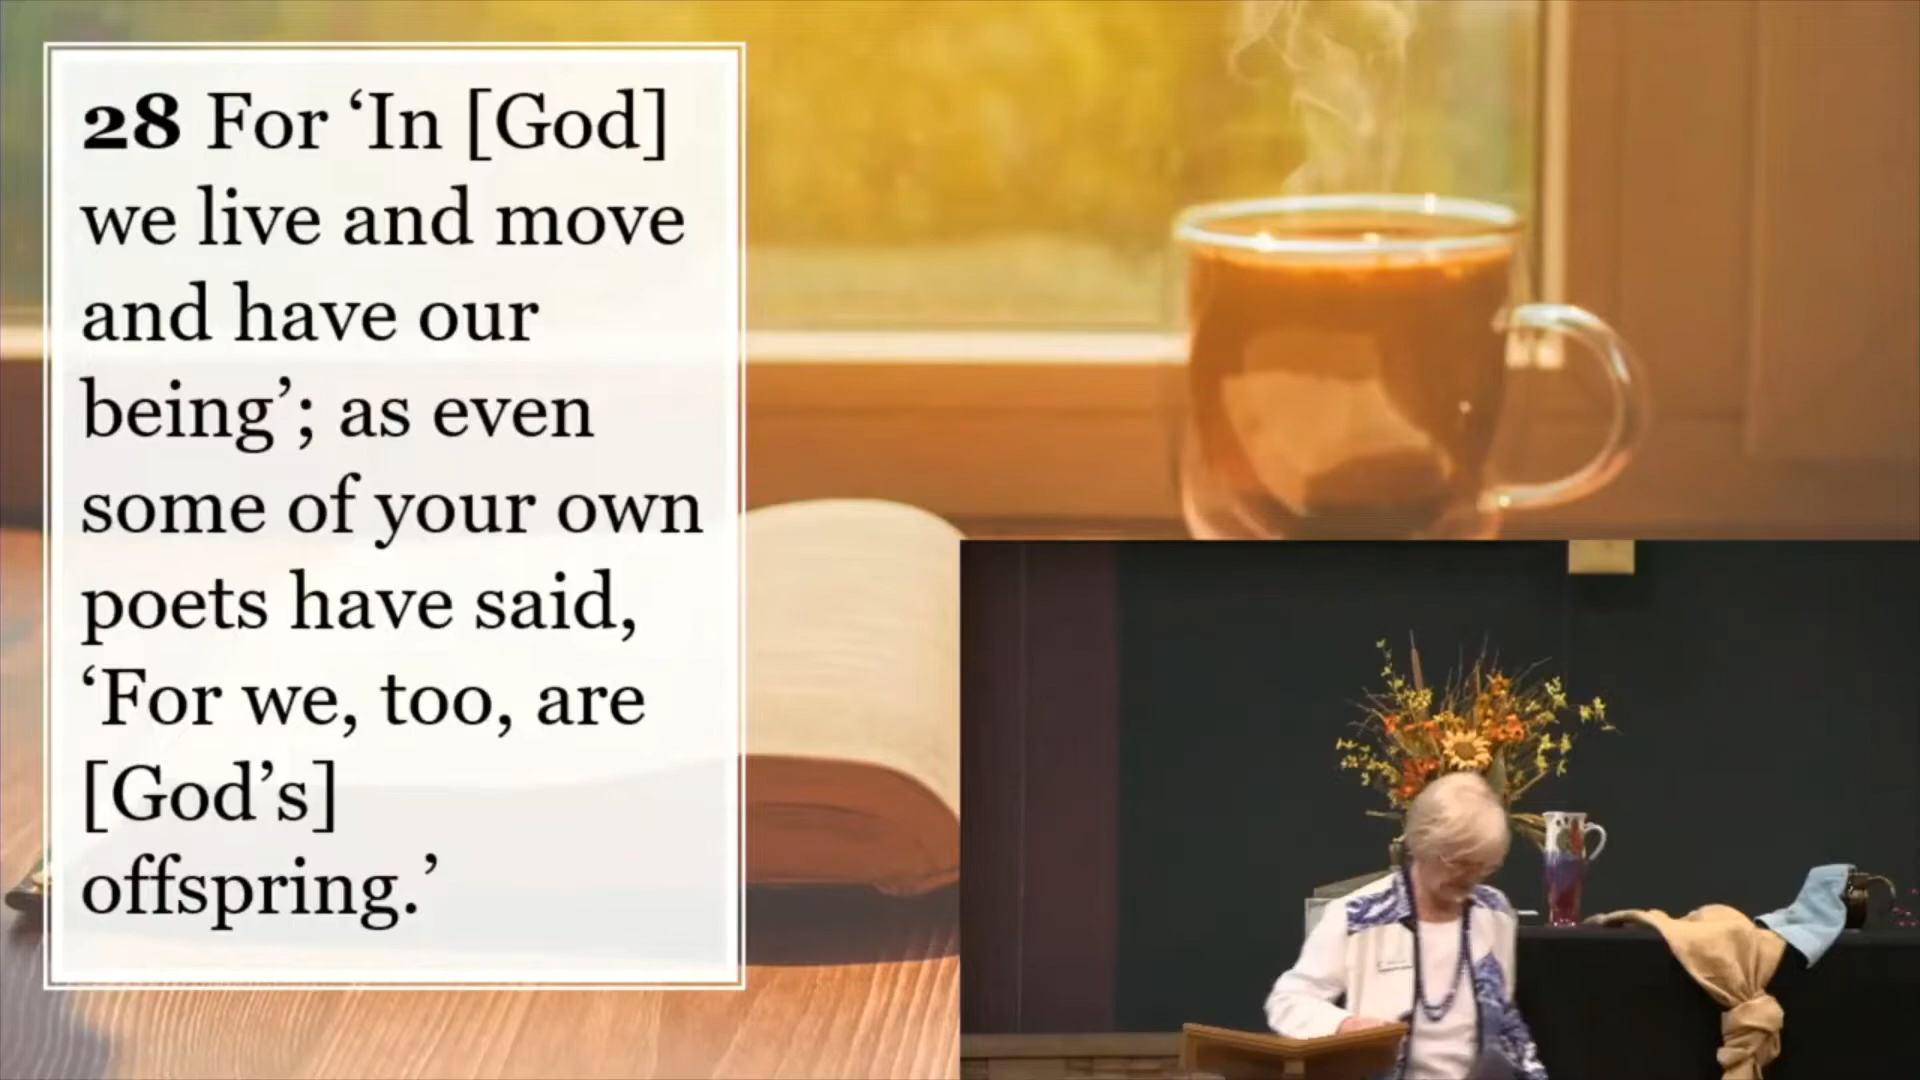 28 For ‘In [God]
we live and move
and have our
being’; as even
some of your own
poets have said,
‘For we, too, are
[God’s]
offspring.’